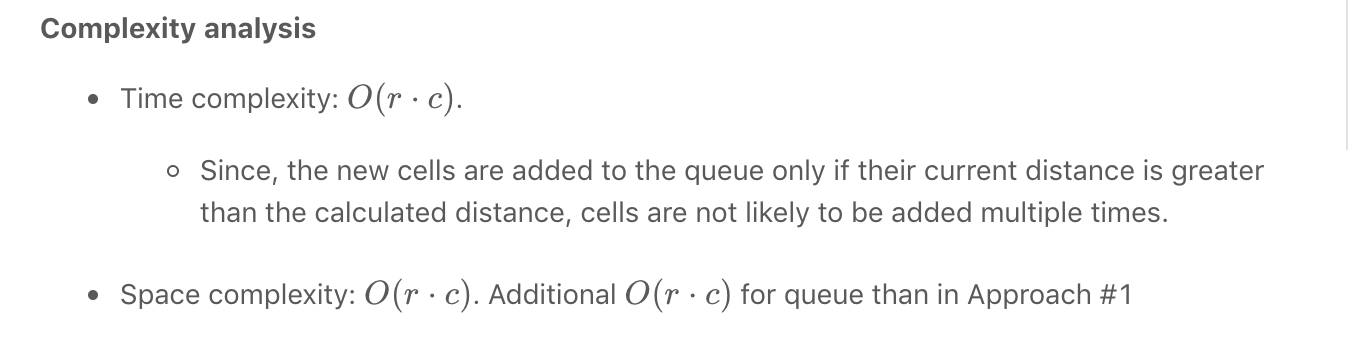 Complexity analysis
• Time complexity: O(r · c).
◦ Since, the new cells are added to the queue only if their current distance is greater
than the calculated distance, cells are not likely to be added multiple times.
• Space complexity: O(r · c). Additional O(r · c) for queue than in Approach #1